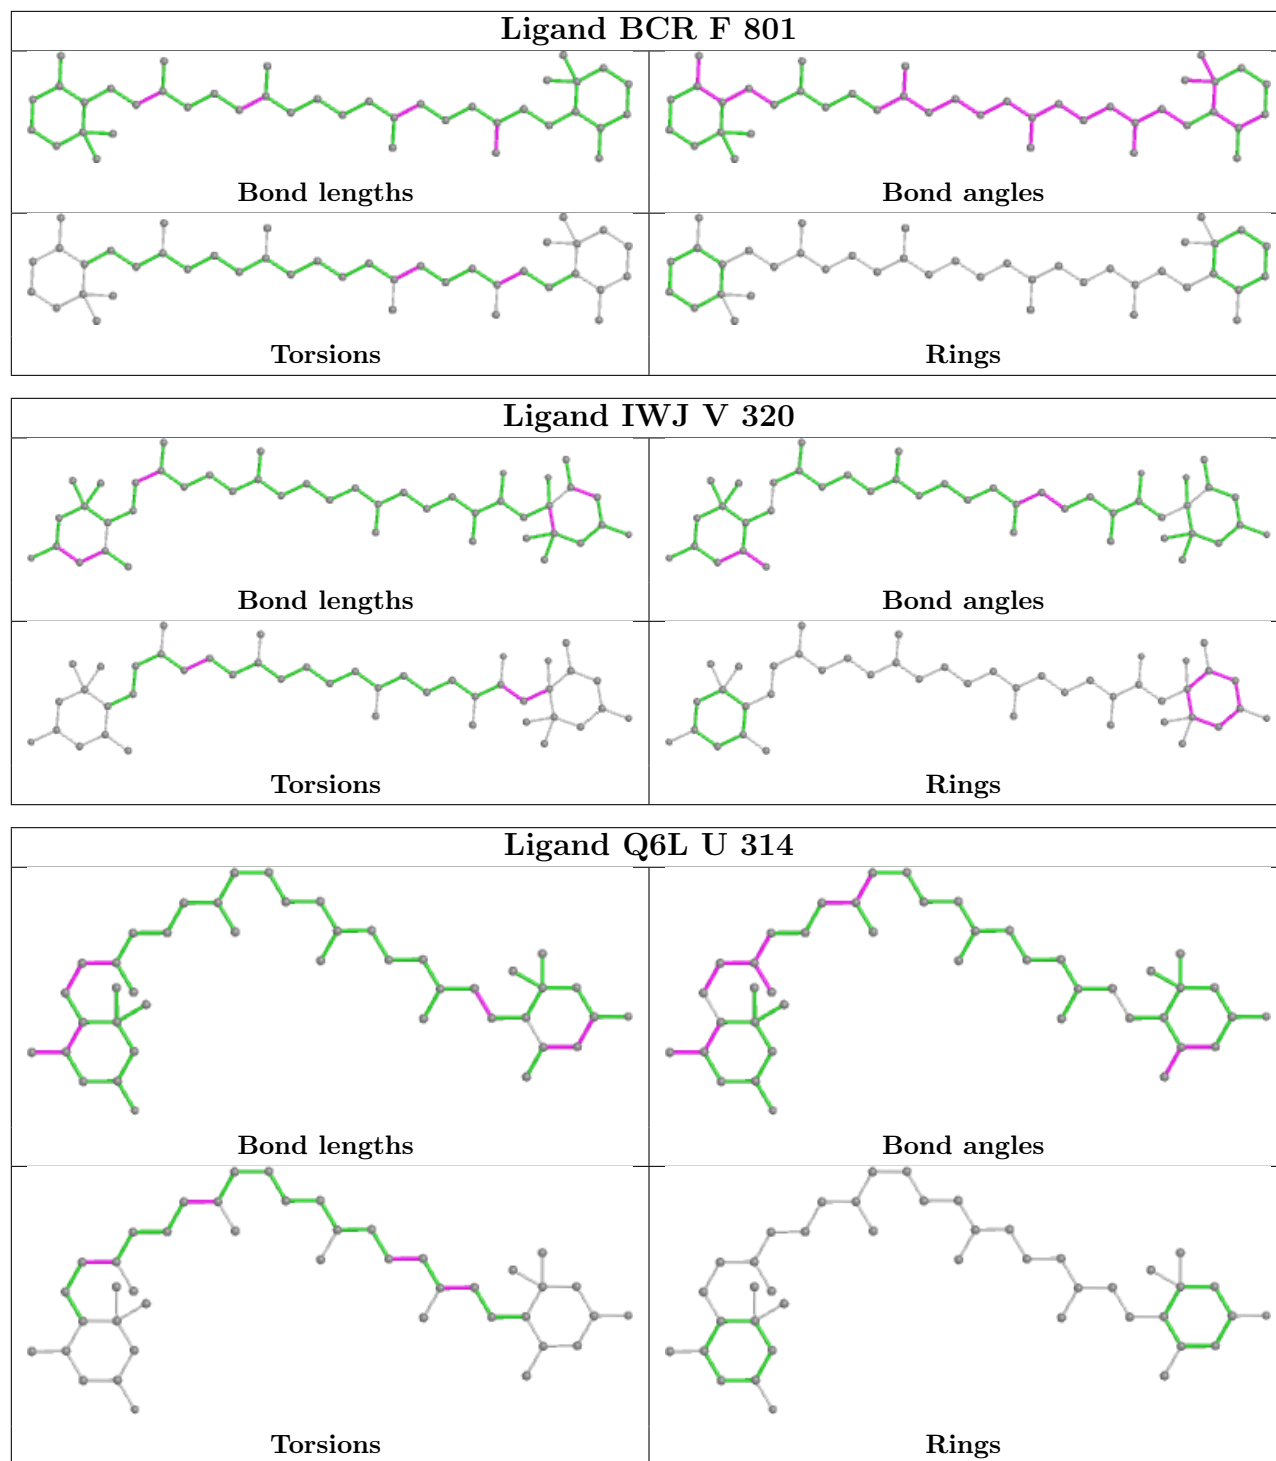 Ligand BCR F 801
Bond lengths
Bond angles
Torsions
Rings
Ligand IWJ V 320
Bond lengths
Bond angles
Torsions
Rings
Ligand Q6L U 314
Bond lengths
Bond angles
Torsions
Rings